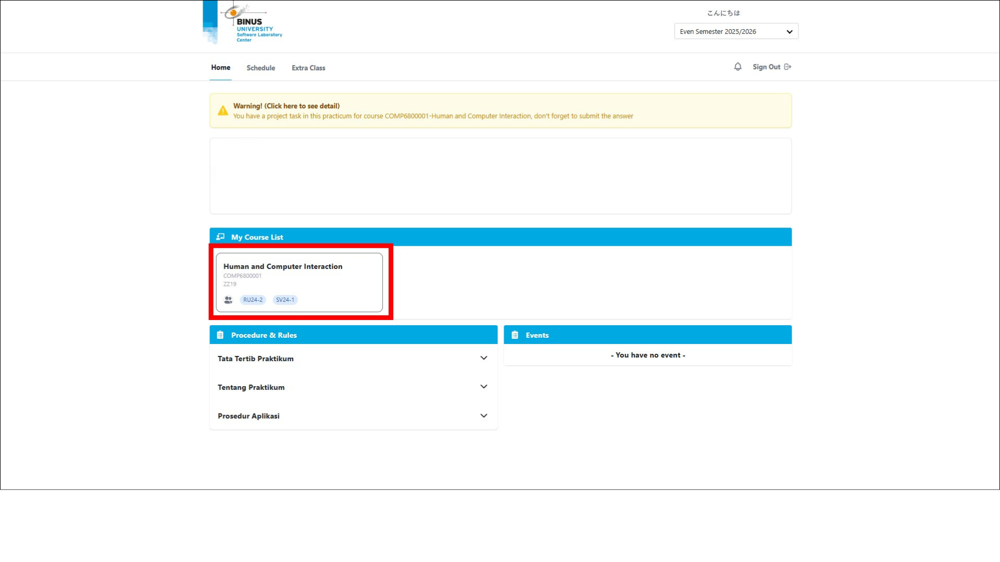 BINUS
UNIVERSITY
Software Laboratory
Center
こんにちは
Even Semester 2025/2026
Home
Schedule
Extra Class
Sign Out
Warning! (Click here to see detail)
You have a project task in this practicum for course COMP6800001-Human and Computer Interaction, don't forget to submit the answer
My Course List
Human and Computer Interaction
COMP6800001
ZZ19
RU24-2 SV24-1
Procedure & Rules
Tata Tertib Praktikum
Tentang Praktikum
Prosedur Aplikasi
Events
- You have no event -